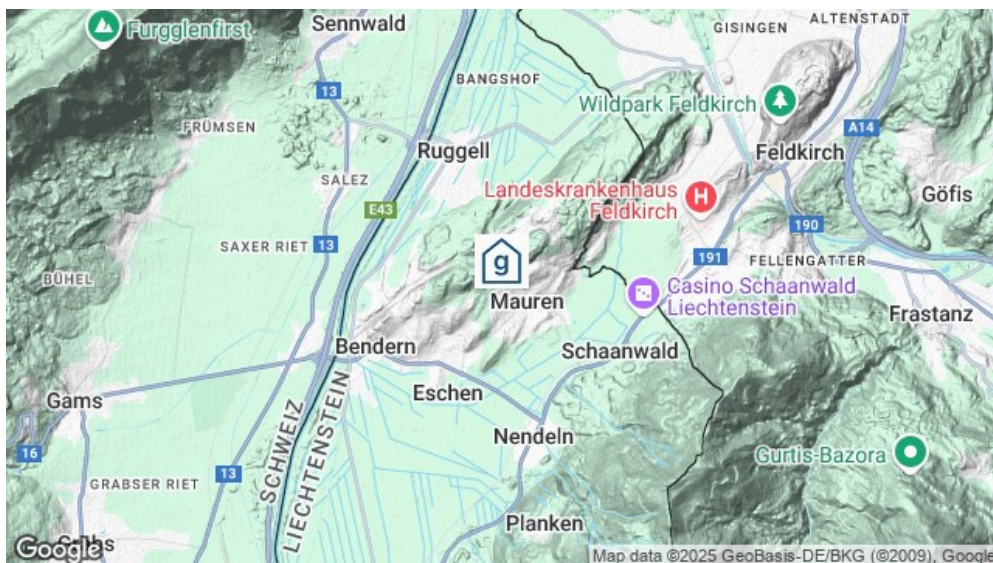 Furgglenfirst
Sennwald
GISINGEN
ALTENSTADT
13
BANGSHOF
Wildpark Feldkirch
FRÜMSEN
A14
Ruggell
Feldkirch
SALEZ
Landeskrankenhaus
Feldkirch
H
Göfis
E43
190
SAXER RIET
13
g
191
FELLENGATTER
BÜHEL
Casino Schaanwald
Liechtenstein
Mauren
Frastanz
Bendern
Schaanwald
Eschen
Gams
SCHWEIZ
LIECHTENSTEIN
Nendeln
16
13
Gurtis-Bazora
GRABSER RIET
Planken
Google
Map data ©2025 GeoBasis-DE/BKG (©2009), Google